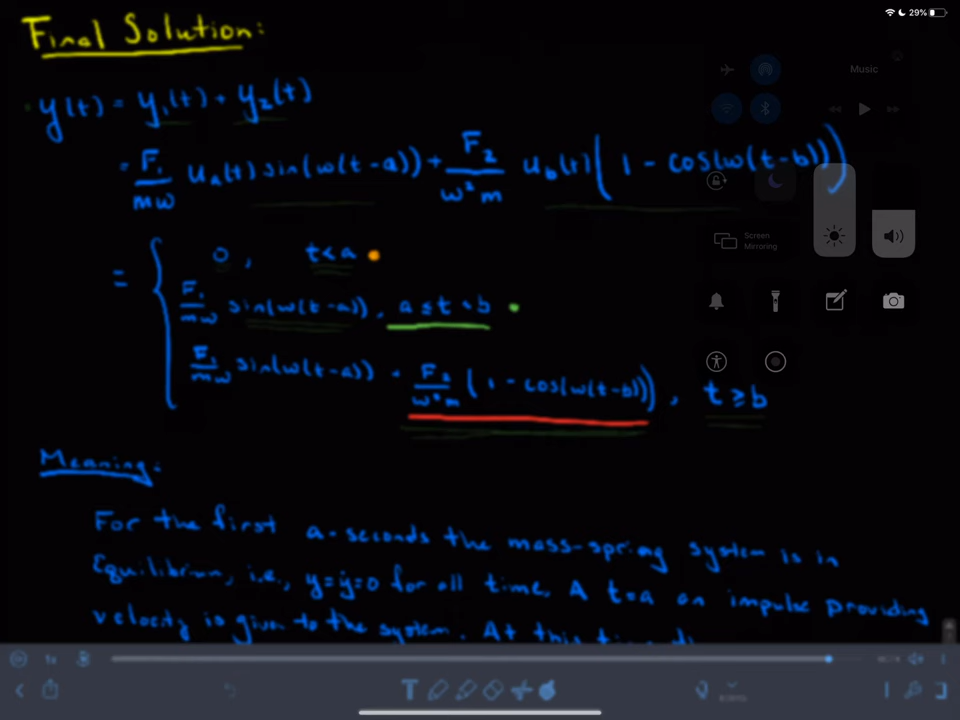 29%
Final Solution:
Music
y(t) = y₁(t) + y₂(t)
= F₁/mω uₐ(t) sin(ω(t-a)) + F₂/ω²m u_b(t) (1 - cos(ω(t-b)))
Screen
Mirroring
= { 0, t < a
F₁/mω sin(ω(t-a)), a ≤ t < b
F₁/mω sin(ω(t-a)) - F₂/ω²m (1 - cos(ω(t-b))), t ≥ b
Meaning:
For the first a-seconds the mass-spring system is in
Equilibrium, i.e., y=ẏ=0 for all time. A t=a an impulse providing
velocity is given to the system. At this time
1x
T